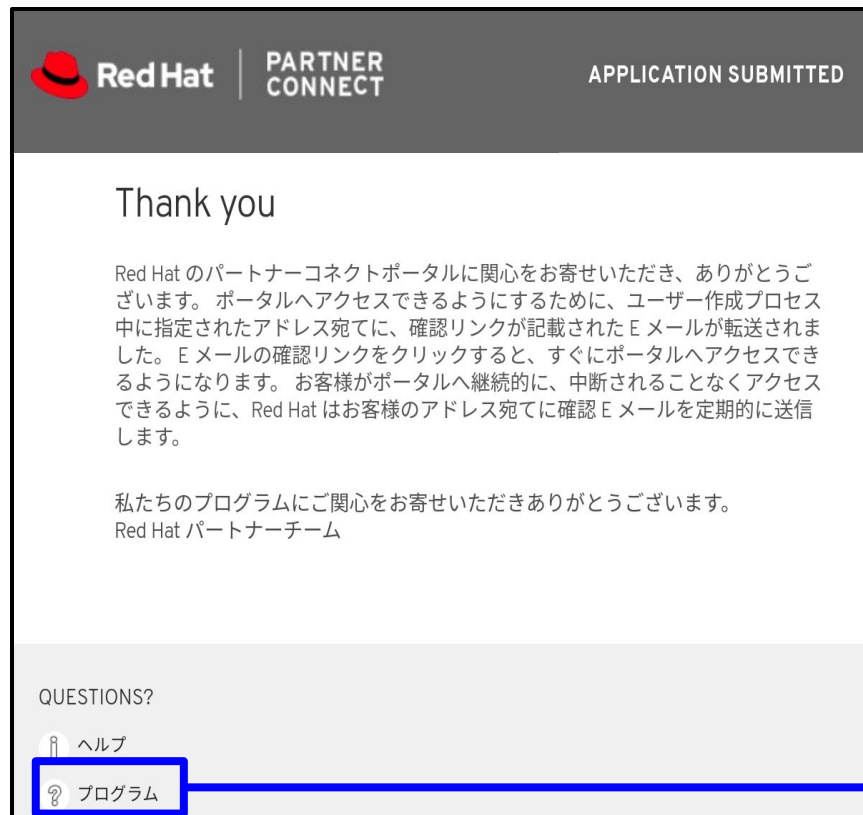 Red Hat
PARTNER
CONNECT
APPLICATION SUBMITTED
Thank you
Red Hat のパートナーコネクトポータルに関心をお寄せいただき、ありがとうご
ざいます。 ポータルへアクセスできるようにするために、ユーザー作成プロセス
中に指定されたアドレス宛てに、確認リンクが記載された E メールが転送されま
した。 E メールの確認リンクをクリックすると、すぐにポータルへアクセスでき
るようになります。 お客様がポータルへ継続的に、中断されることなくアクセス
できるように、Red Hat はお客様のアドレス宛てに確認 E メールを定期的に送信
します。
私たちのプログラムにご関心をお寄せいただきありがとうございます。
Red Hat パートナーチーム
QUESTIONS?
ヘルプ
プログラム